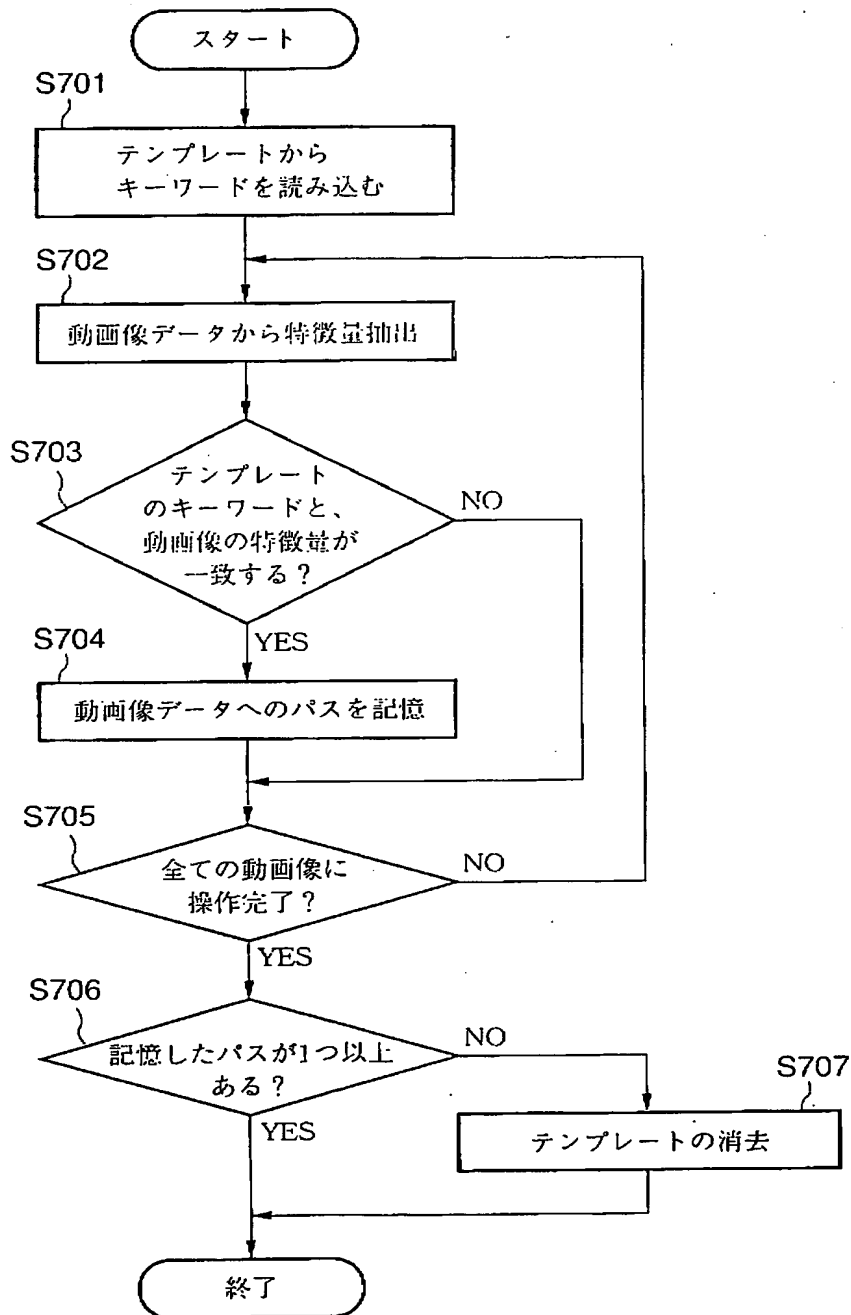 スタート
S701
テンプレートから
キーワードを読み込む
S702
動画像データから特徴量抽出
S703
テンプレート
のキーワードと、
動画像の特徴量が
一致する？
NO
YES
S704
動画像データへのパスを記憶
S705
全ての動画像に
操作完了？
NO
YES
S706
記憶したパスが1つ以上
ある？
NO
YES
S707
テンプレートの消去
終了